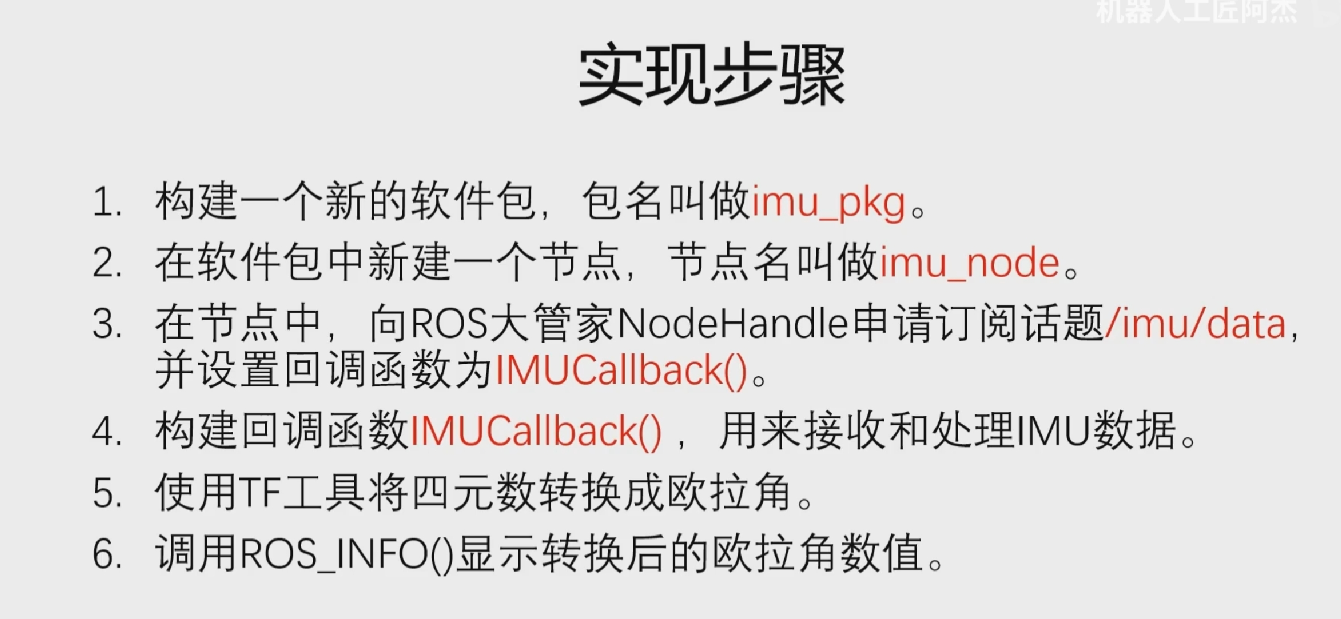 机器人工匠阿杰
实现步骤
1. 构建一个新的软件包，包名叫做imu_pkg。
2. 在软件包中新建一个节点，节点名叫做imu_node。
3. 在节点中，向ROS大管家NodeHandle申请订阅话题/imu/data，
并设置回调函数为IMUCallback()。
4. 构建回调函数IMUCallback() ，用来接收和处理IMU数据。
5. 使用TF工具将四元数转换成欧拉角。
6. 调用ROS_INFO()显示转换后的欧拉角数值。